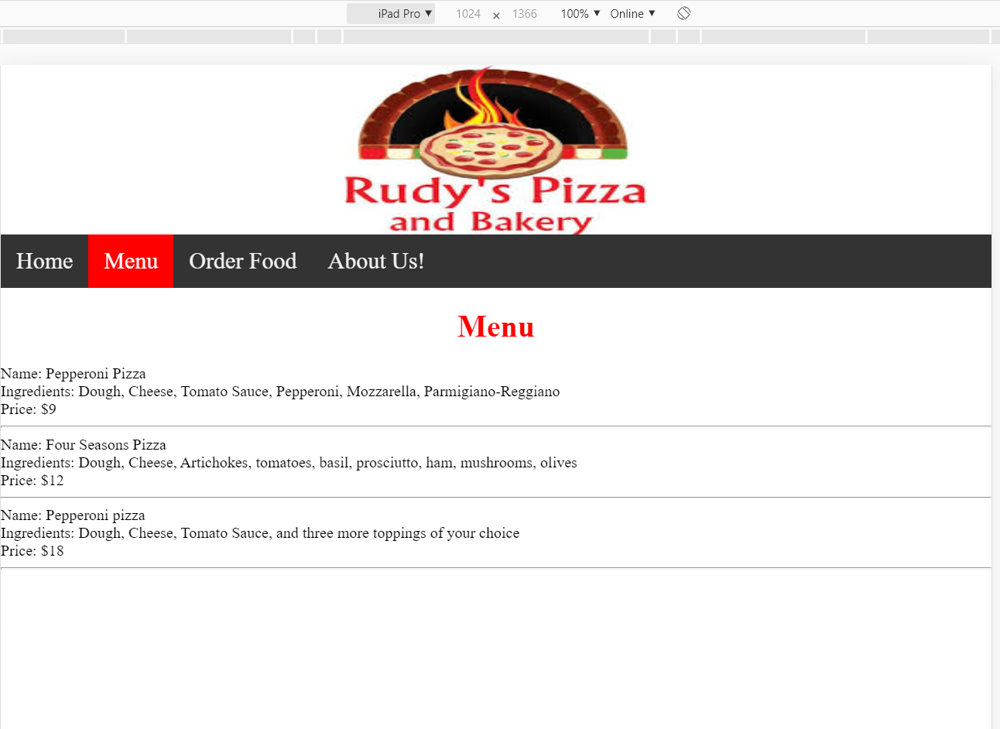 iPad Pro ▼ 1024 × 1366 100% ▼ Online ▼
Rudy's Pizza
and Bakery
Home Menu Order Food About Us!
Menu
Name: Pepperoni Pizza
Ingredients: Dough, Cheese, Tomato Sauce, Pepperoni, Mozzarella, Parmigiano-Reggiano
Price: $9
Name: Four Seasons Pizza
Ingredients: Dough, Cheese, Artichokes, tomatoes, basil, prosciutto, ham, mushrooms, olives
Price: $12
Name: Pepperoni pizza
Ingredients: Dough, Cheese, Tomato Sauce, and three more toppings of your choice
Price: $18